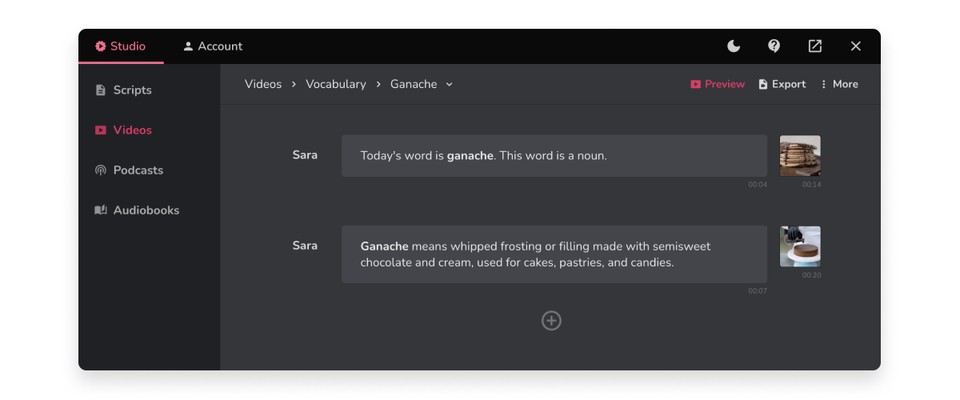 Studio
Account
Scripts
Videos
Podcasts
Audiobooks
Videos > Vocabulary > Ganache
Preview
Export
More
Sara
Today's word is ganache. This word is a noun.
00:04
00:14
Sara
Ganache means whipped frosting or filling made with semisweet
chocolate and cream, used for cakes, pastries, and candies.
00:20
00:07